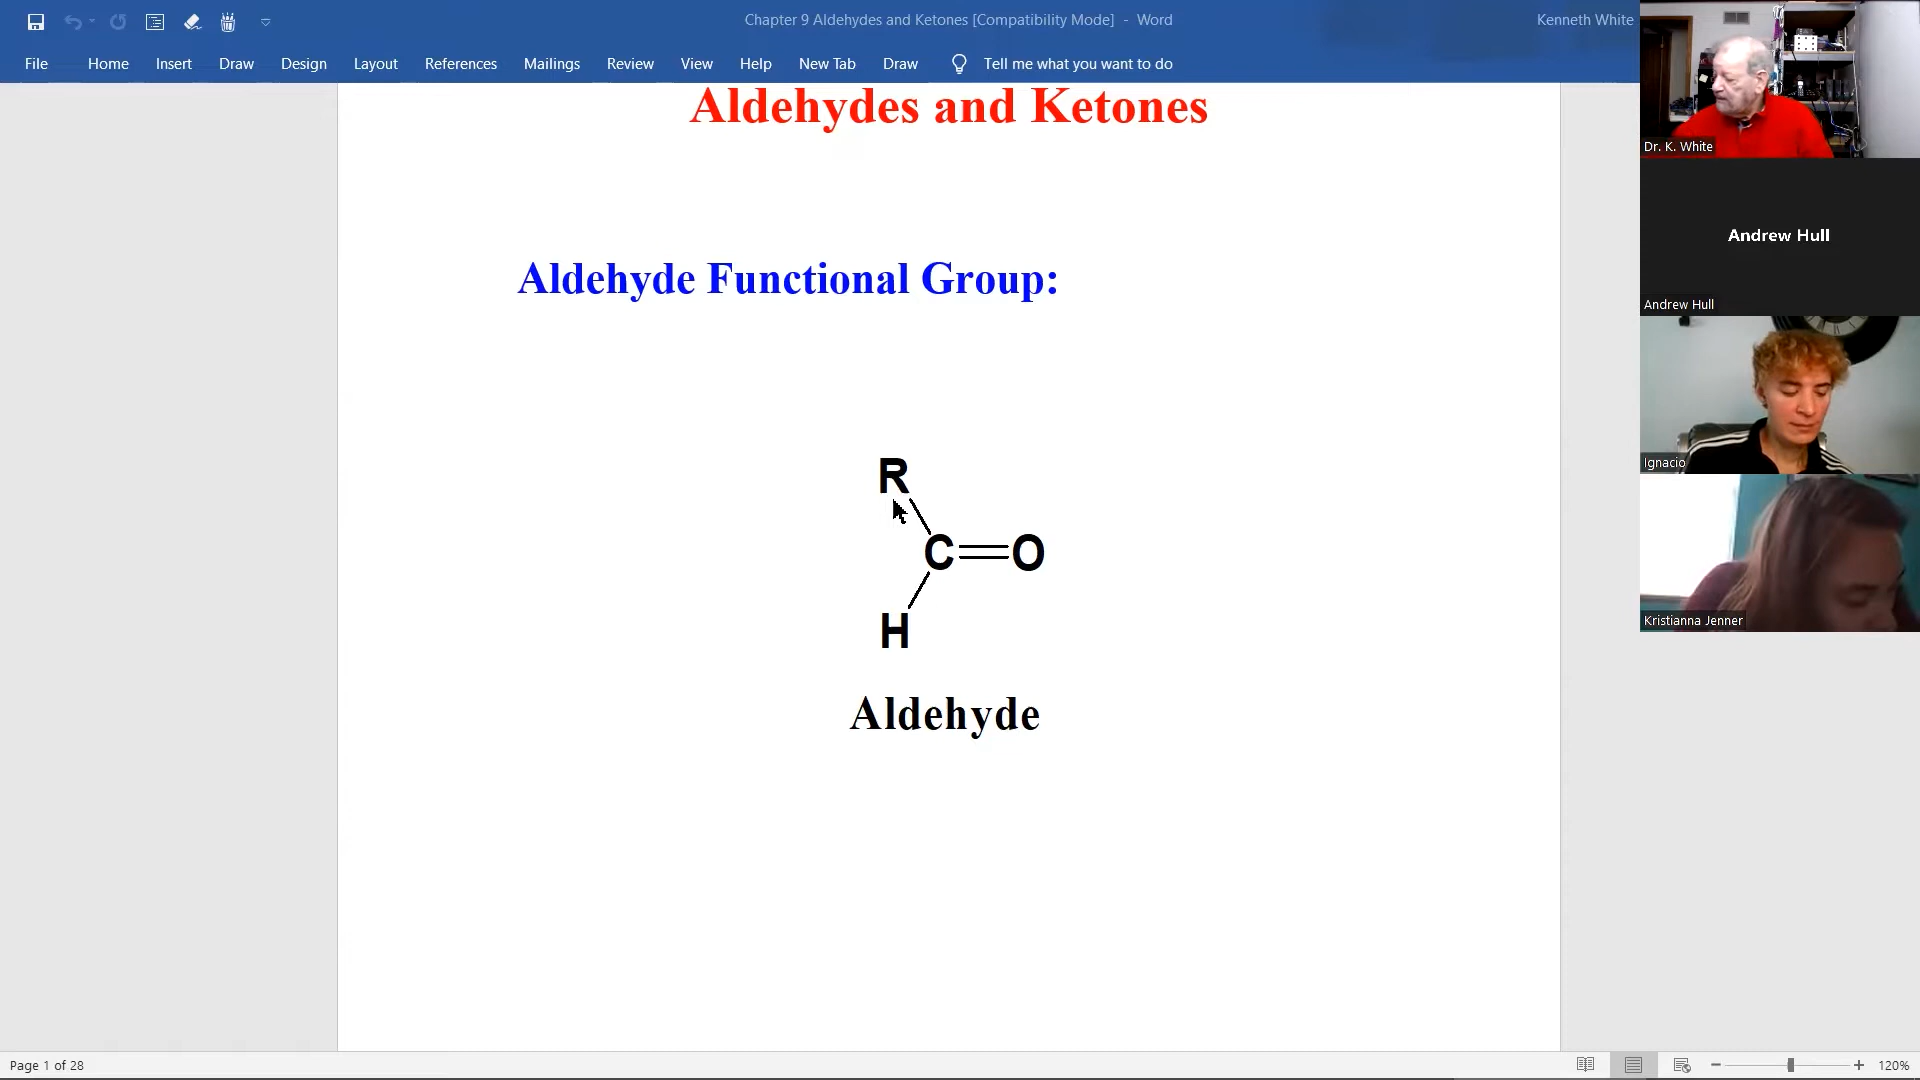 Chapter 9 Aldehydes and Ketones [Compatibility Mode] - Word
Kenneth White
File Home Insert Draw Design Layout References Mailings Review View Help New Tab Draw Tell me what you want to do
Aldehydes and Ketones
Aldehyde Functional Group:
R
C=O
H
Aldehyde
Dr. K. White
Andrew Hull
Andrew Hull
Ignacio
Kristianna Jenner
Page 1 of 28
120%